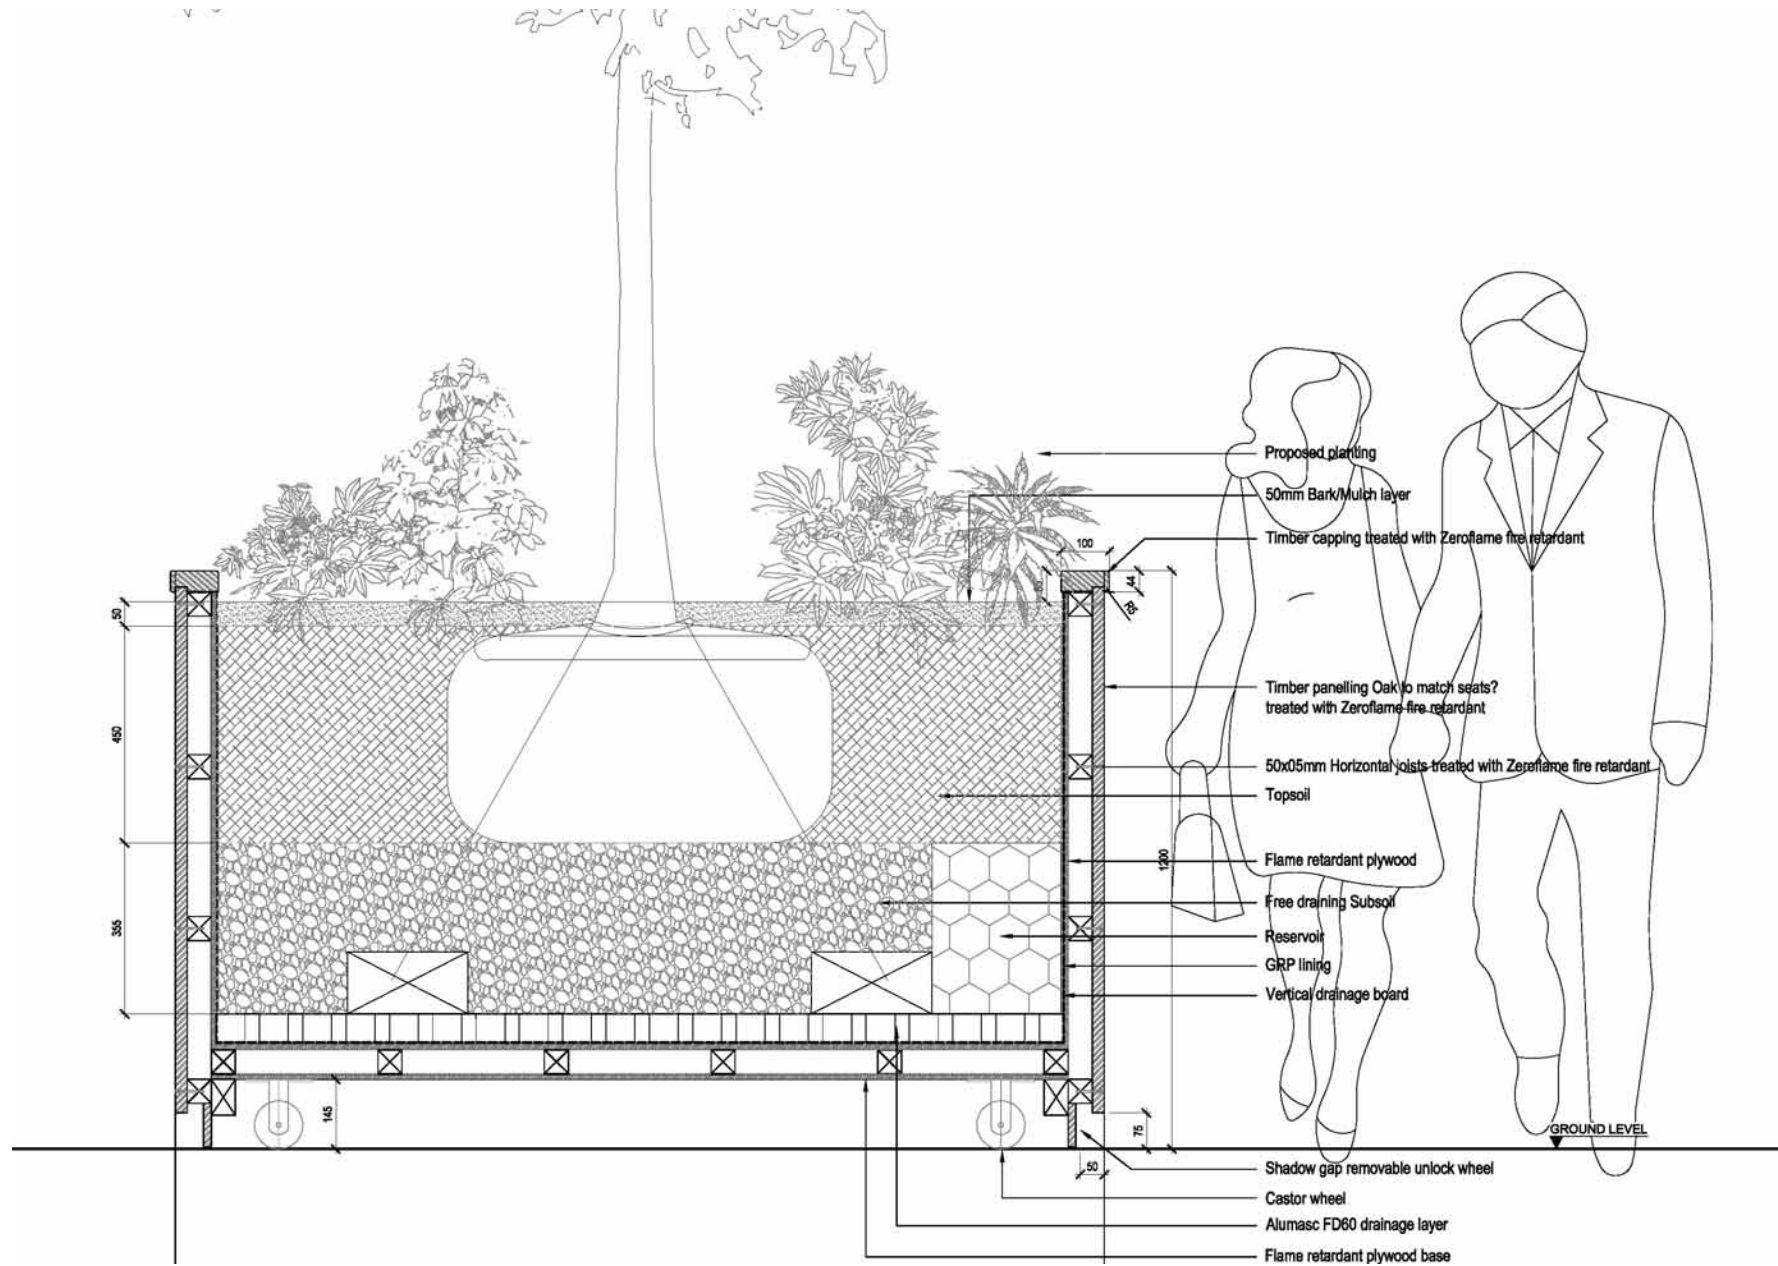 Proposed planting
50mm Bark/Mulch layer
100
Timber capping treated with Zeroflame fire retardant
44
60
R5
50
Timber panelling Oak to match seats?
treated with Zeroflame fire retardant
450
50x05mm Horizontal joists treated with Zeroflame fire retardant
Topsoil
Flame retardant plywood
1200
Free draining Subsoil
355
Reservoir
GRP lining
Vertical drainage board
145
75
GROUND LEVEL
50
Shadow gap removable unlock wheel
Castor wheel
Alumasc FD60 drainage layer
Flame retardant plywood base